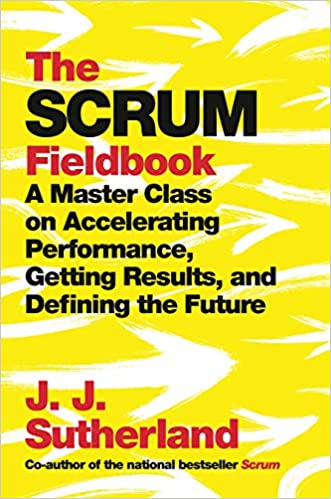 The
SCRUM
Fieldbook
A Master Class
on Accelerating
Performance,
Getting Results, and
Defining the Future
J. J.
Sutherland
Co-author of the national bestseller Scrum